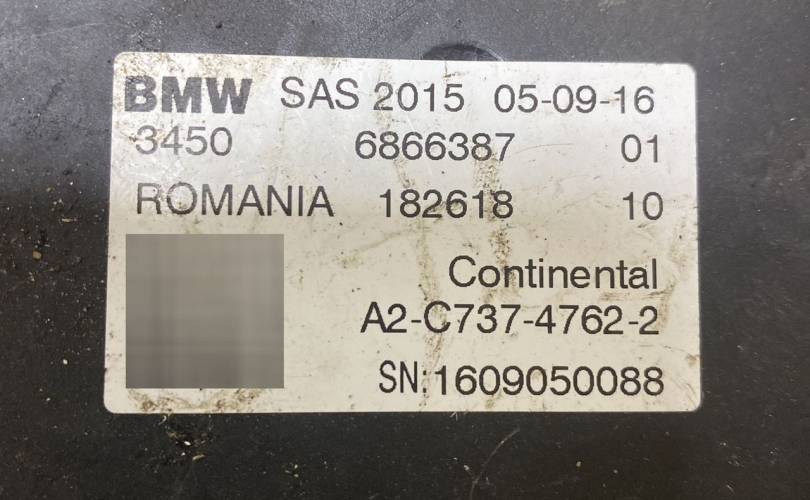 BMW SAS 2015 05-09-16
3450 6866387 01
ROMANIA 182618 10
Continental
A2-C737-4762-2
SN:1609050088